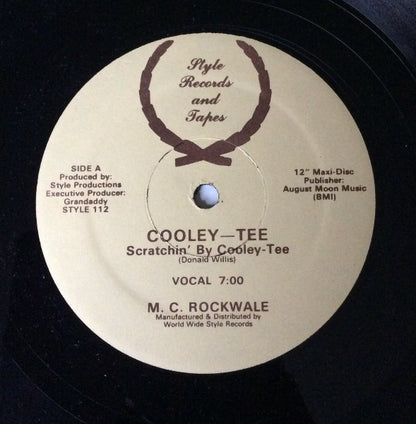 Style
Records
and
Tapes
SIDE A
Produced by:
Style Productions
Executive Producer:
Grandaddy
STYLE 112
12" Maxi-Disc
Publisher:
August Moon Music
(BMI)
COOLEY—TEE
Scratchin' By Cooley-Tee
(Donald Willis)
VOCAL 7:00
M. C. ROCKWALE
Manufactured & Distributed by
World Wide Style Records